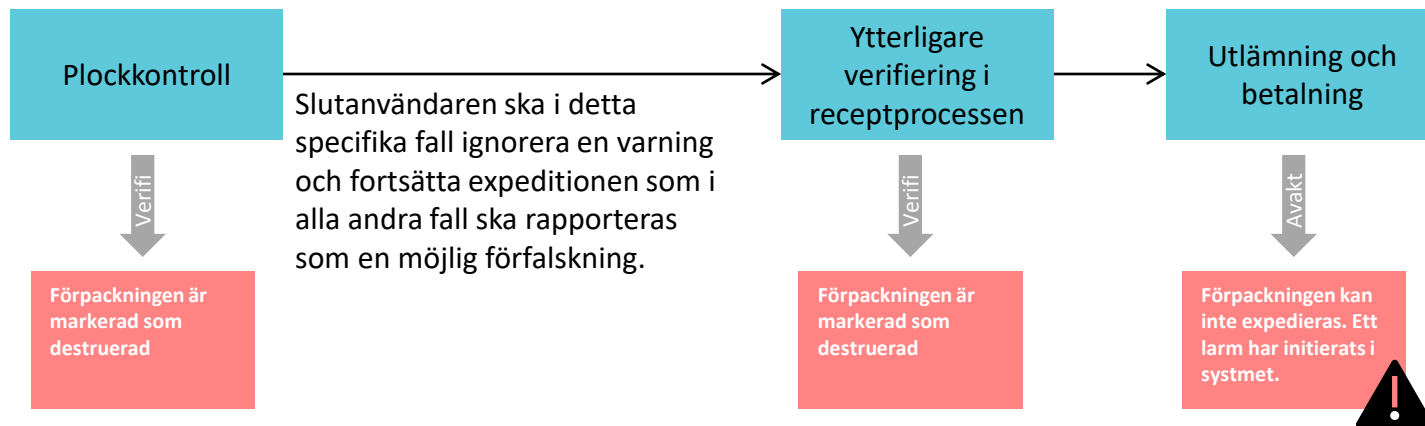 Plockkontroll
Slutanvändaren ska i detta
specifika fall ignorera en varning
och fortsätta expeditionen som i
alla andra fall ska rapporteras
som en möjlig förfalskning.
Ytterligare
verifiering i
receptprocessen
Utlämning och
betalning
Verifi
Verifi
Avakt
Förpackningen är
markerad som
destruerad
Förpackningen är
markerad som
destruerad
Förpackningen kan
inte expedieras. Ett
larm har initierats i
systmet.